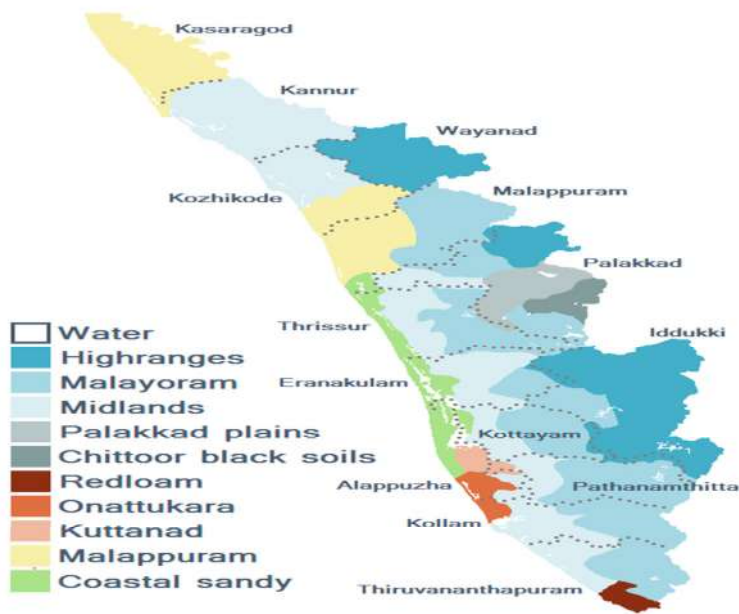 Kasaragod
Kannur
Wayanad
Kozhikode
Malappuram
Palakkad
Thrissur
Iddukki
Eranakulam
Kottayam
Alappuzha
Pathanamthitta
Kollam
Thiruvananthapuram
Water
Highranges
Malayoram
Midlands
Palakkad plains
Chittoor black soils
Redloam
Onattukara
Kuttanad
Malappuram
Coastal sandy